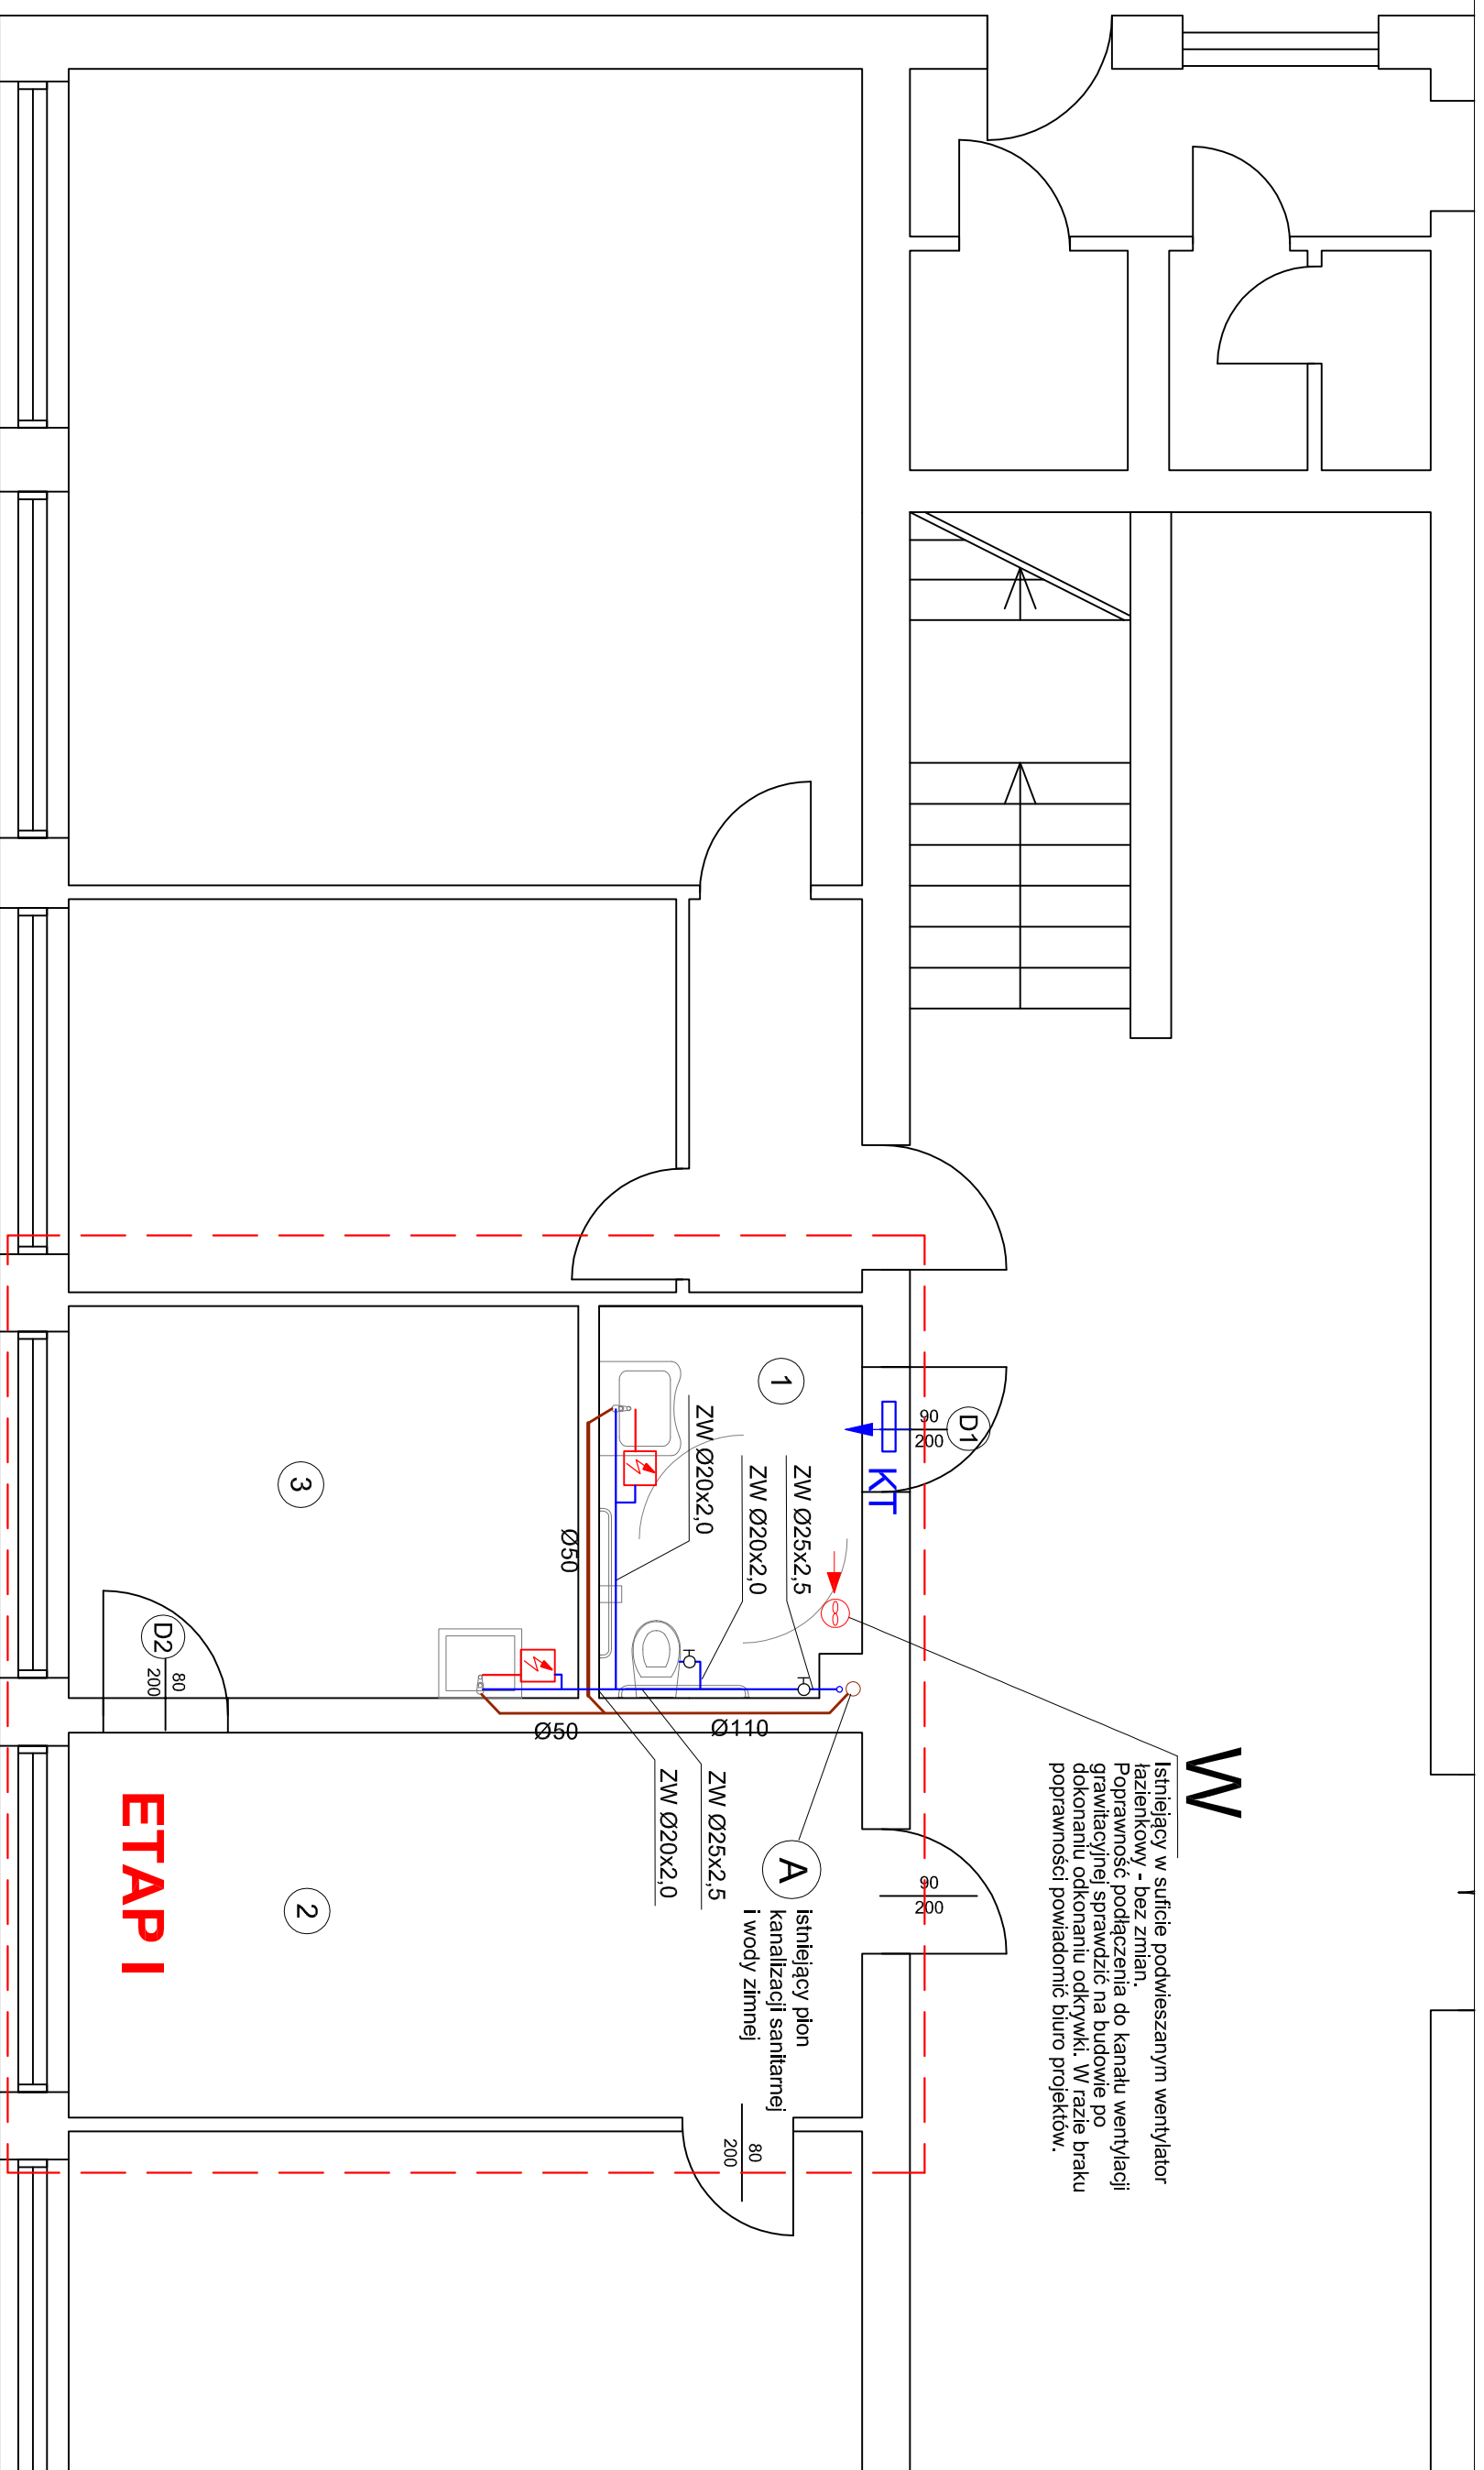 W
Istniejący w suficie podwieszanym wentylator
łazienkowy - bez zmian.
Poprawność podłączenia do kanału wentylacji
grawitacyjnej sprawdzić na budowie po
dokonaniu odkonaniu odkrywki. W razie braku
poprawności powiadomić biuro projektów.
D1
90
200
KT
1
ZW Ø25x2,5
ZW Ø20x2,0
ZW Ø20x2,0
Ø50
3
D2
80
200
Ø110
Ø50
ZW Ø25x2,5
ZW Ø20x2,0
A
istniejący pion
kanalizacji sanitarnej
i wody zimnej
90
200
2
80
200
ETAP I